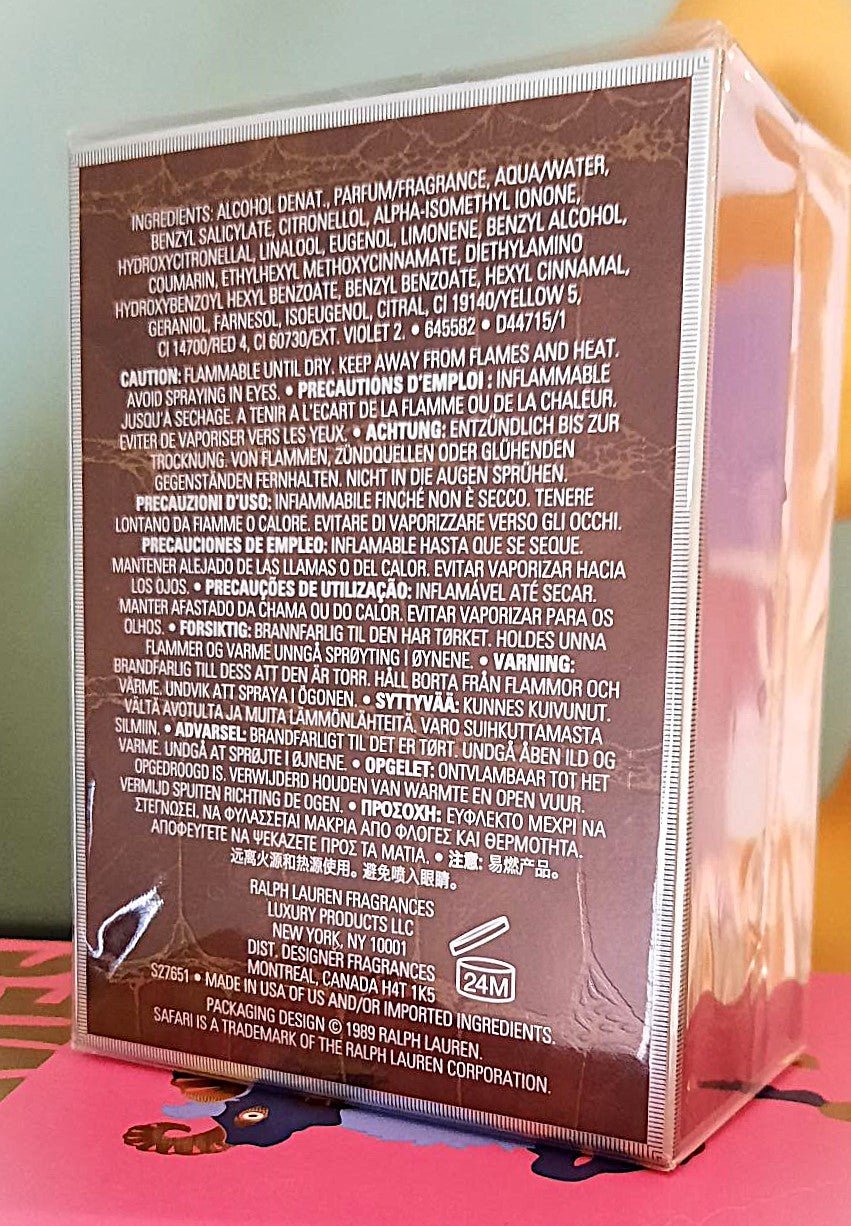 INGREDIENTS: ALCOHOL DENAT., PARFUM/FRAGRANCE, AQUA/WATER,
BENZYL SALICYLATE, CITRONELLOL, ALPHA-ISOMETHYL IONONE,
HYDROXYCITRONELLAL, LINALOOL, EUGENOL, LIMONENE, BENZYL ALCOHOL,
COUMARIN, ETHYLHEXYL METHOXYCINNAMATE, DIETHYLAMINO
HYDROXYBENZOYL HEXYL BENZOATE, BENZYL BENZOATE, HEXYL CINNAMAL,
GERANIOL, FARNESOL, ISOEUGENOL, CITRAL, CI 19140/YELLOW 5,
CI 14700/RED 4, CI 60730/EXT. VIOLET 2. • 645582 • D44715/1
CAUTION: FLAMMABLE UNTIL DRY. KEEP AWAY FROM FLAMES AND HEAT.
AVOID SPRAYING IN EYES. • PRECAUTIONS D'EMPLOI : INFLAMMABLE
JUSQU'À SECHAGE. A TENIR A L'ECART DE LA FLAMME OU DE LA CHALEUR.
EVITER DE VAPORISER VERS LES YEUX. • ACHTUNG: ENTZÜNDLICH BIS ZUR
TROCKNUNG. VON FLAMMEN, ZÜNDQUELLEN ODER GLÜHENDEN
GEGENSTÄNDEN FERNHALTEN. NICHT IN DIE AUGEN SPRÜHEN.
PRECAUZIONI D'USO: INFIAMMABILE FINCHÉ NON È SECCO. TENERE
LONTANO DA FIAMME O CALORE. EVITARE DI VAPORIZZARE VERSO GLI OCCHI.
PRECAUCIONES DE EMPLEO: INFLAMABLE HASTA QUE SE SEQUE.
MANTENER ALEJADO DE LAS LLAMAS O DEL CALOR. EVITAR VAPORIZAR HACIA
LOS OJOS. • PRECAUÇÕES DE UTILIZAÇÃO: INFLAMÁVEL ATÉ SECAR.
MANTER AFASTADO DA CHAMA OU DO CALOR. EVITAR VAPORIZAR PARA OS
OLHOS. • FORSIKTIG: BRANNFARLIG TIL DEN HAR TØRKET. HOLDES UNNA
FLAMMER OG VARME UNNGÅ SPRØYTING I ØYNENE. • VARNING:
BRANDFARLIG TILL DESS ATT DEN ÄR TORR. HÅLL BORTA FRÅN FLAMMOR OCH
VÄRME. UNDVIK ATT SPRAYA I ÖGONEN. • SYTTYVÄÄ: KUNNES KUIVUNUT.
VÄLTÄ AVOTULTA JA MUITA LÄMMÖNLÄHTEITÄ. VARO SUIHKUTTAMASTA
SILMIIN. • ADVARSEL: BRANDFARLIGT TIL DET ER TØRT. UNDGÅ ÅBEN ILD OG
VARME. UNDGÅ AT SPRØJTE I ØJNENE. • OPGELET: ONTVLAMBAAR TOT HET
OPGEDROOGD IS. VERWIJDERD HOUDEN VAN WARMTE EN OPEN VUUR.
VERMIJD SPUITEN RICHTING DE OGEN. • ΠΡΟΣΟΧΗ: ΕΥΦΛΕΚΤΟ ΜΕΧΡΙ ΝΑ
ΣΤΕΓΝΩΣΕΙ. ΝΑ ΦΥΛΑΣΣΕΤΑΙ ΜΑΚΡΙΑ ΑΠΟ ΦΛΟΓΕΣ ΚΑΙ ΘΕΡΜΟΤΗΤΑ.
ΑΠΟΦΕΥΓΕΤΕ ΝΑ ΨΕΚΑΖΕΤΕ ΠΡΟΣ ΤΑ ΜΑΤΙΑ. • 注意: 易燃产品。
远离火源和热源使用。避免喷入眼睛。
RALPH LAUREN FRAGRANCES
LUXURY PRODUCTS LLC
NEW YORK, NY 10001
DIST. DESIGNER FRAGRANCES
MONTREAL, CANADA H4T 1K5
24M
S27651 • MADE IN USA OF US AND/OR IMPORTED INGREDIENTS.
PACKAGING DESIGN © 1989 RALPH LAUREN.
SAFARI IS A TRADEMARK OF THE RALPH LAUREN CORPORATION.